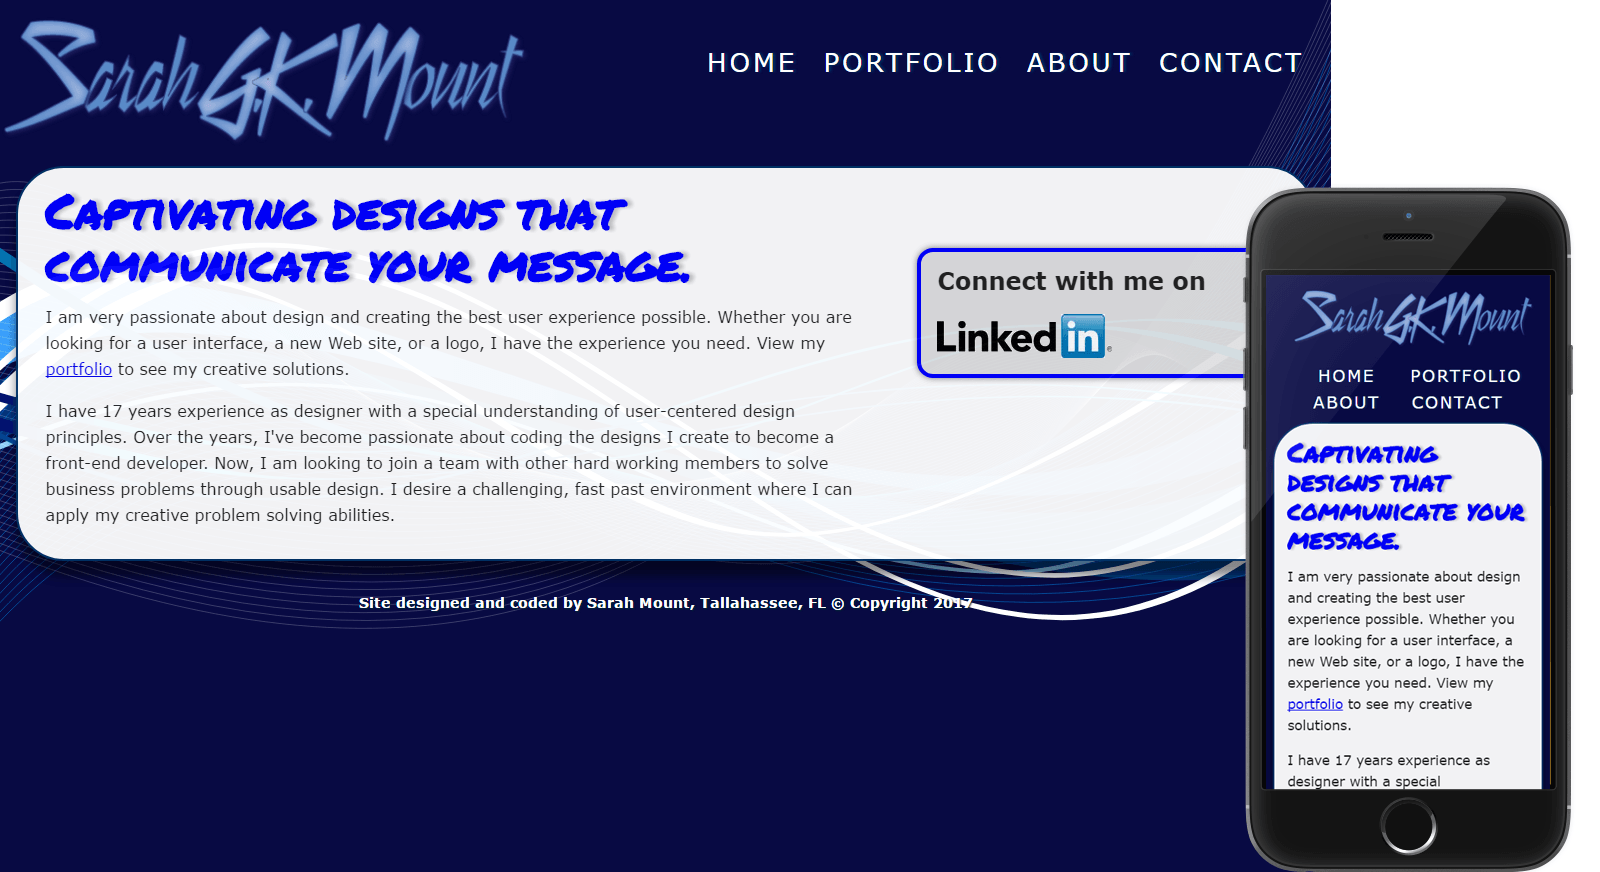 Sarah G.K. Mount
HOME PORTFOLIO ABOUT CONTACT
Captivating designs that
communicate your message.
I am very passionate about design and creating the best user experience possible. Whether you are
looking for a user interface, a new Web site, or a logo, I have the experience you need. View my
portfolio to see my creative solutions.
I have 17 years experience as designer with a special understanding of user-centered design
principles. Over the years, I've become passionate about coding the designs I create to become a
front-end developer. Now, I am looking to join a team with other hard working members to solve
business problems through usable design. I desire a challenging, fast past environment where I can
apply my creative problem solving abilities.
Connect with me on
Linked in ®
Site designed and coded by Sarah Mount, Tallahassee, FL © Copyright 2017
Sarah G.K. Mount
HOME PORTFOLIO
ABOUT CONTACT
Captivating
designs that
communicate your
message.
I am very passionate about design
and creating the best user
experience possible. Whether you
are looking for a user interface, a
new Web site, or a logo, I have the
experience you need. View my
portfolio to see my creative
solutions.
I have 17 years experience as
designer with a special